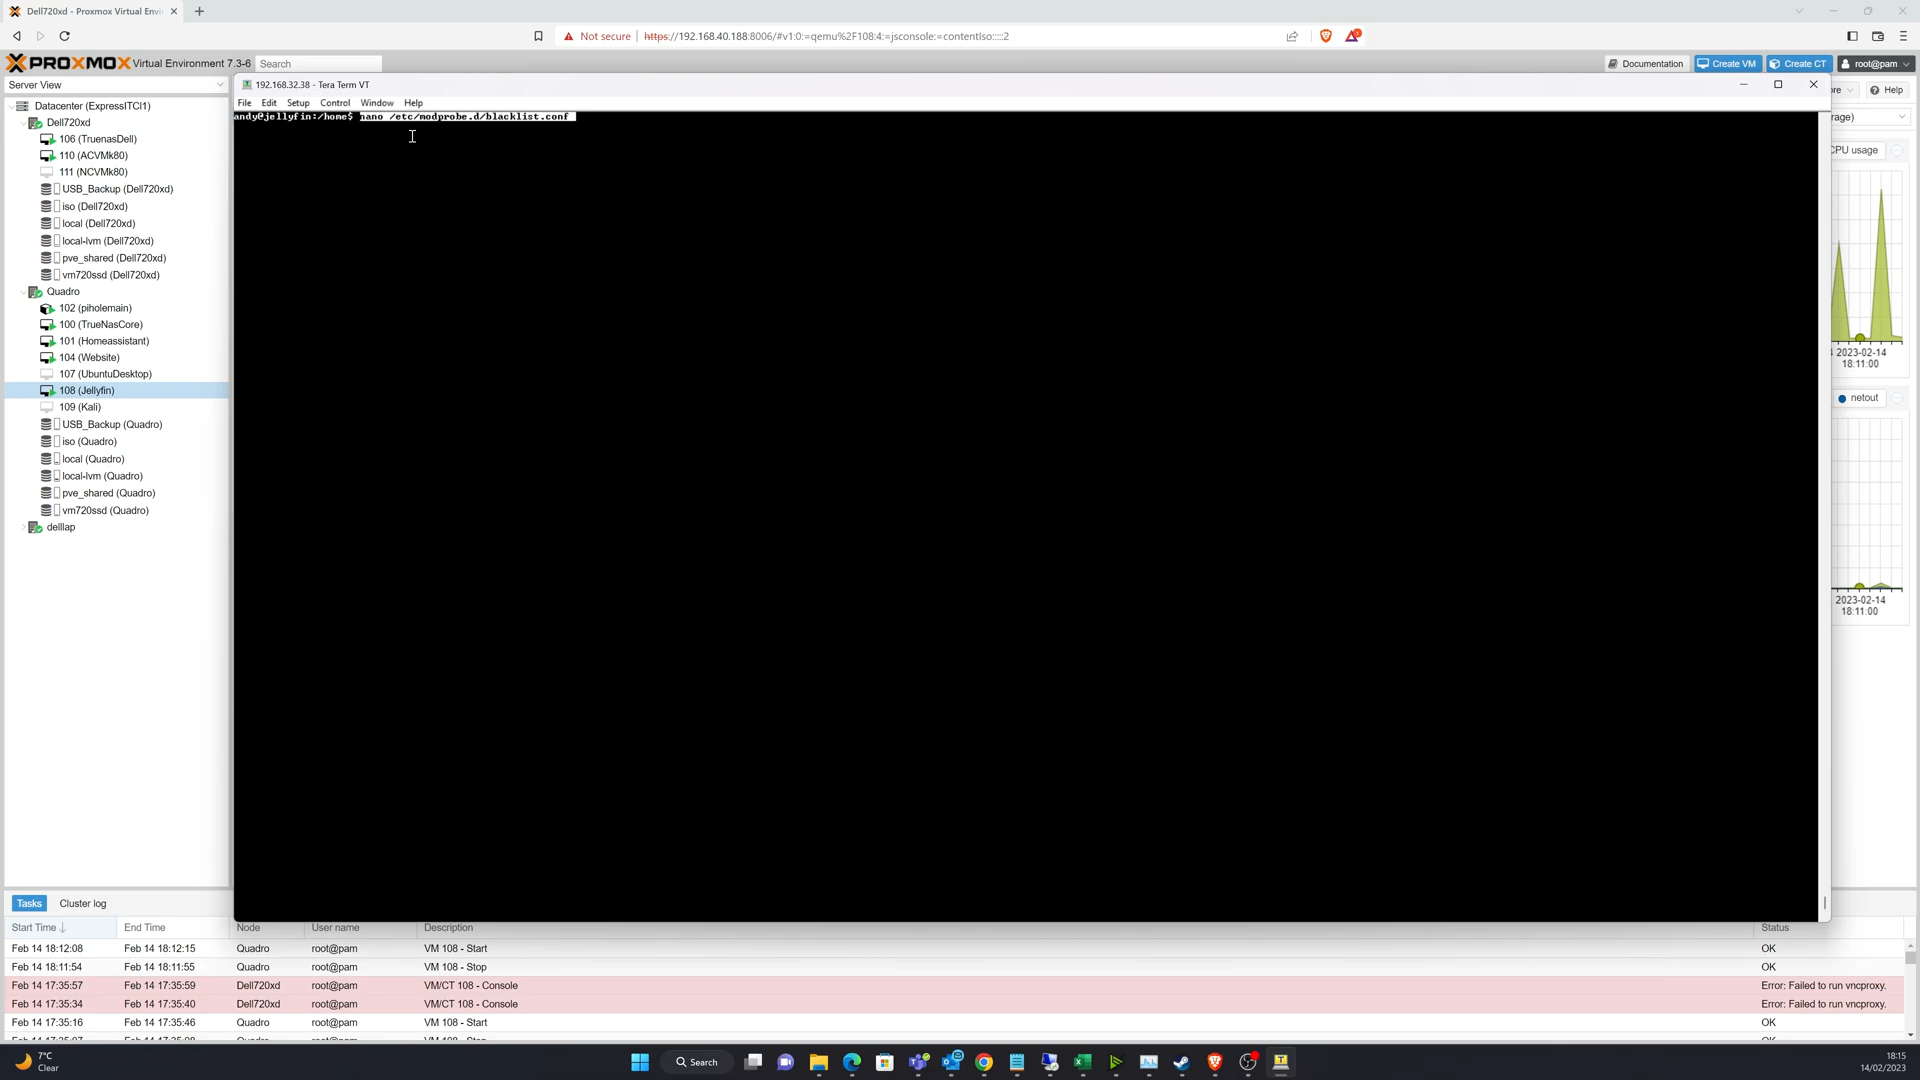 Dell720xd - Proxmox Virtual Envi
Not secure https://192.168.40.188:8006/#v1:0:=qemu%2F108:4:=jsconsole:=contentIso:::::2
PROXMOX Virtual Environment 7.3-6 Search
Documentation Create VM Create CT root@pam
Server View
192.168.32.38 - Tera Term VT
Help
File Edit Setup Control Window Help
andy@jellyfin:/home$ nano /etc/modprobe.d/blacklist.conf
Datacenter (ExpressITCl1)
Dell720xd
106 (TruenasDell)
110 (ACVMk80)
111 (NCVMk80)
USB_Backup (Dell720xd)
iso (Dell720xd)
local (Dell720xd)
local-lvm (Dell720xd)
pve_shared (Dell720xd)
vm720ssd (Dell720xd)
Quadro
102 (piholemain)
100 (TrueNasCore)
101 (Homeassistant)
104 (Website)
107 (UbuntuDesktop)
108 (Jellyfin)
109 (Kali)
USB_Backup (Quadro)
iso (Quadro)
local (Quadro)
local-lvm (Quadro)
pve_shared (Quadro)
vm720ssd (Quadro)
delllap
CPU usage
2023-02-14
18:11:00
netout
2023-02-14
18:11:00
Tasks Cluster log
Start Time End Time Node User name Description Status
Feb 14 18:12:08 Feb 14 18:12:15 Quadro root@pam VM 108 - Start OK
Feb 14 18:11:54 Feb 14 18:11:55 Quadro root@pam VM 108 - Stop OK
Feb 14 17:35:57 Feb 14 17:35:59 Dell720xd root@pam VM/CT 108 - Console Error: Failed to run vncproxy.
Feb 14 17:35:34 Feb 14 17:35:40 Dell720xd root@pam VM/CT 108 - Console Error: Failed to run vncproxy.
Feb 14 17:35:16 Feb 14 17:35:46 Quadro root@pam VM 108 - Start OK
7°C
Clear
Search
18:15
14/02/2023